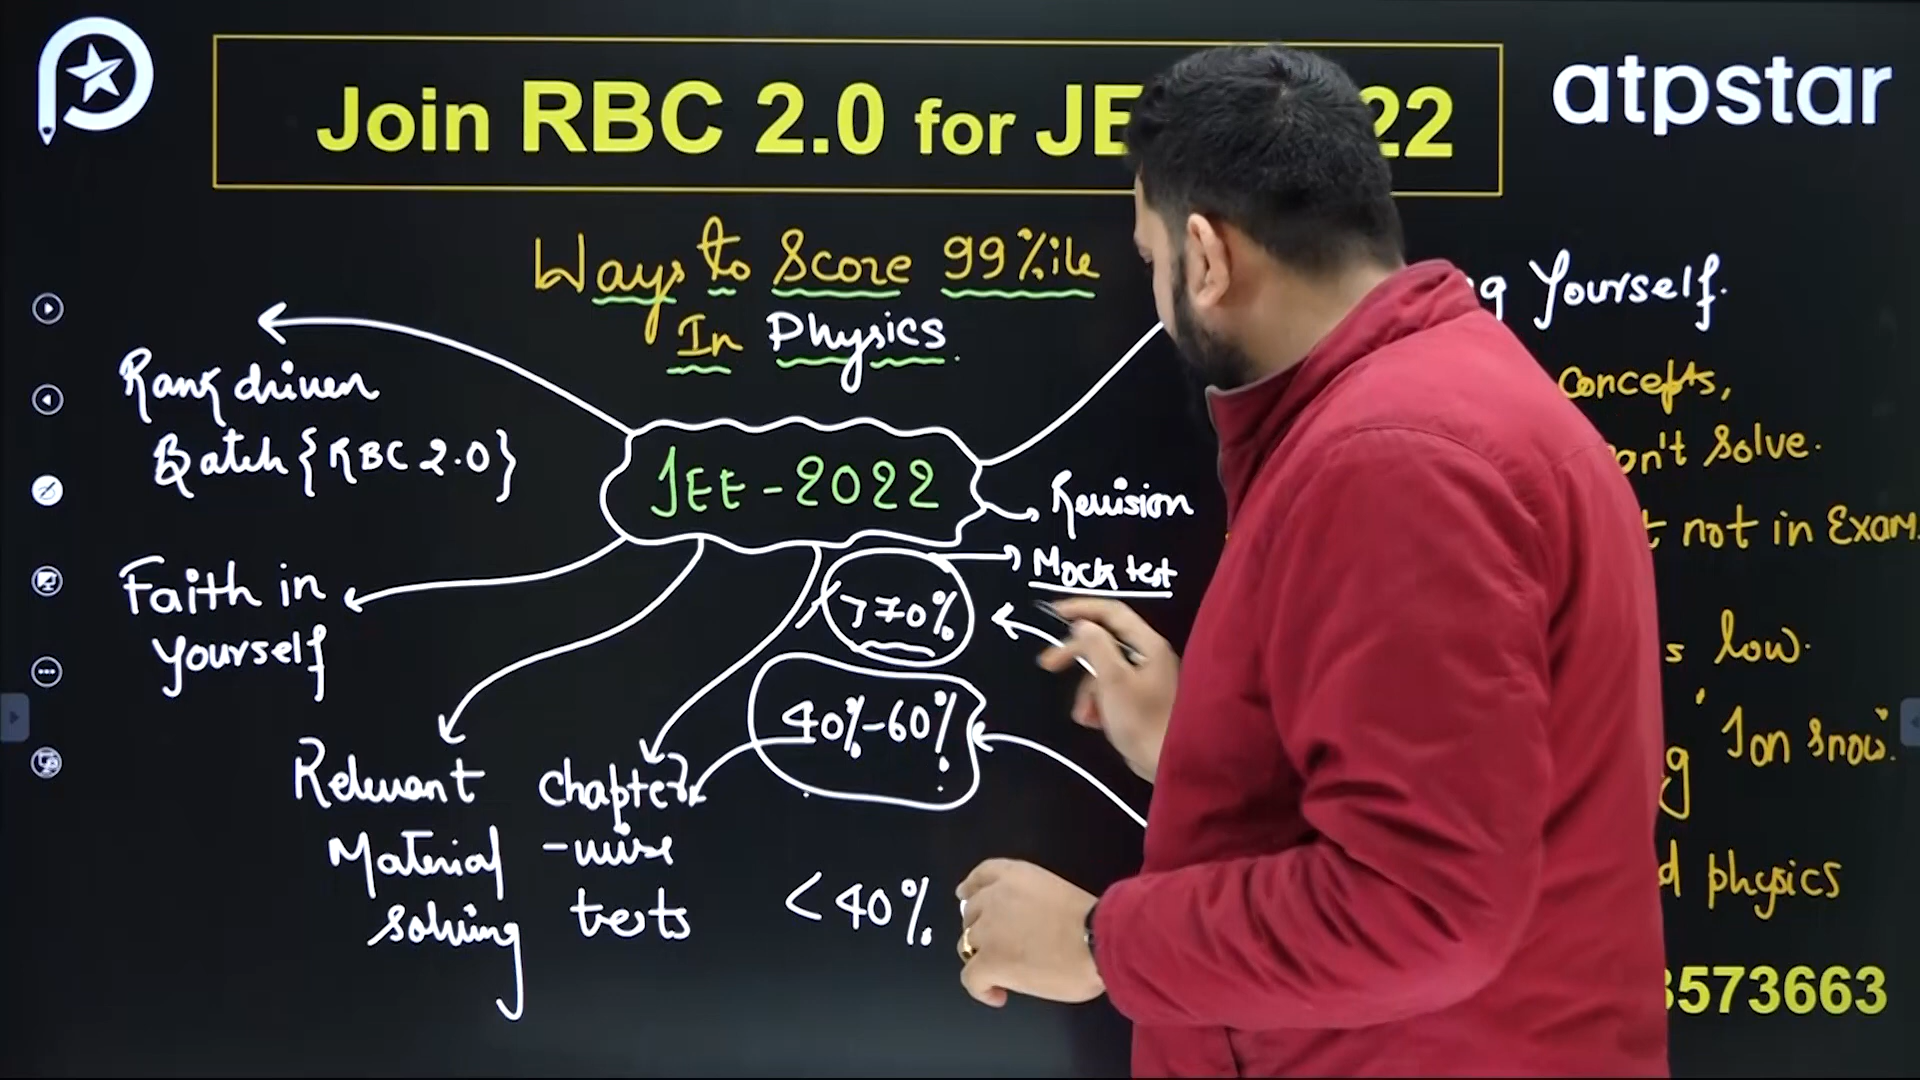 Join RBC 2.0 for JE 22
atpstar
Ways to Score 99%ile
In Physics.
Rank driven
Batch {RBC 2.0}
JEE-2022
Faith in
yourself
Relevant
Material
solving
chapter
-wise
tests
Revision
Mock test
>70%
40%-60%
<40%
g Yourself.
Concepts,
on't Solve.
t not in Exam.
s low.
g 'Jon snow'.
d physics
3573663